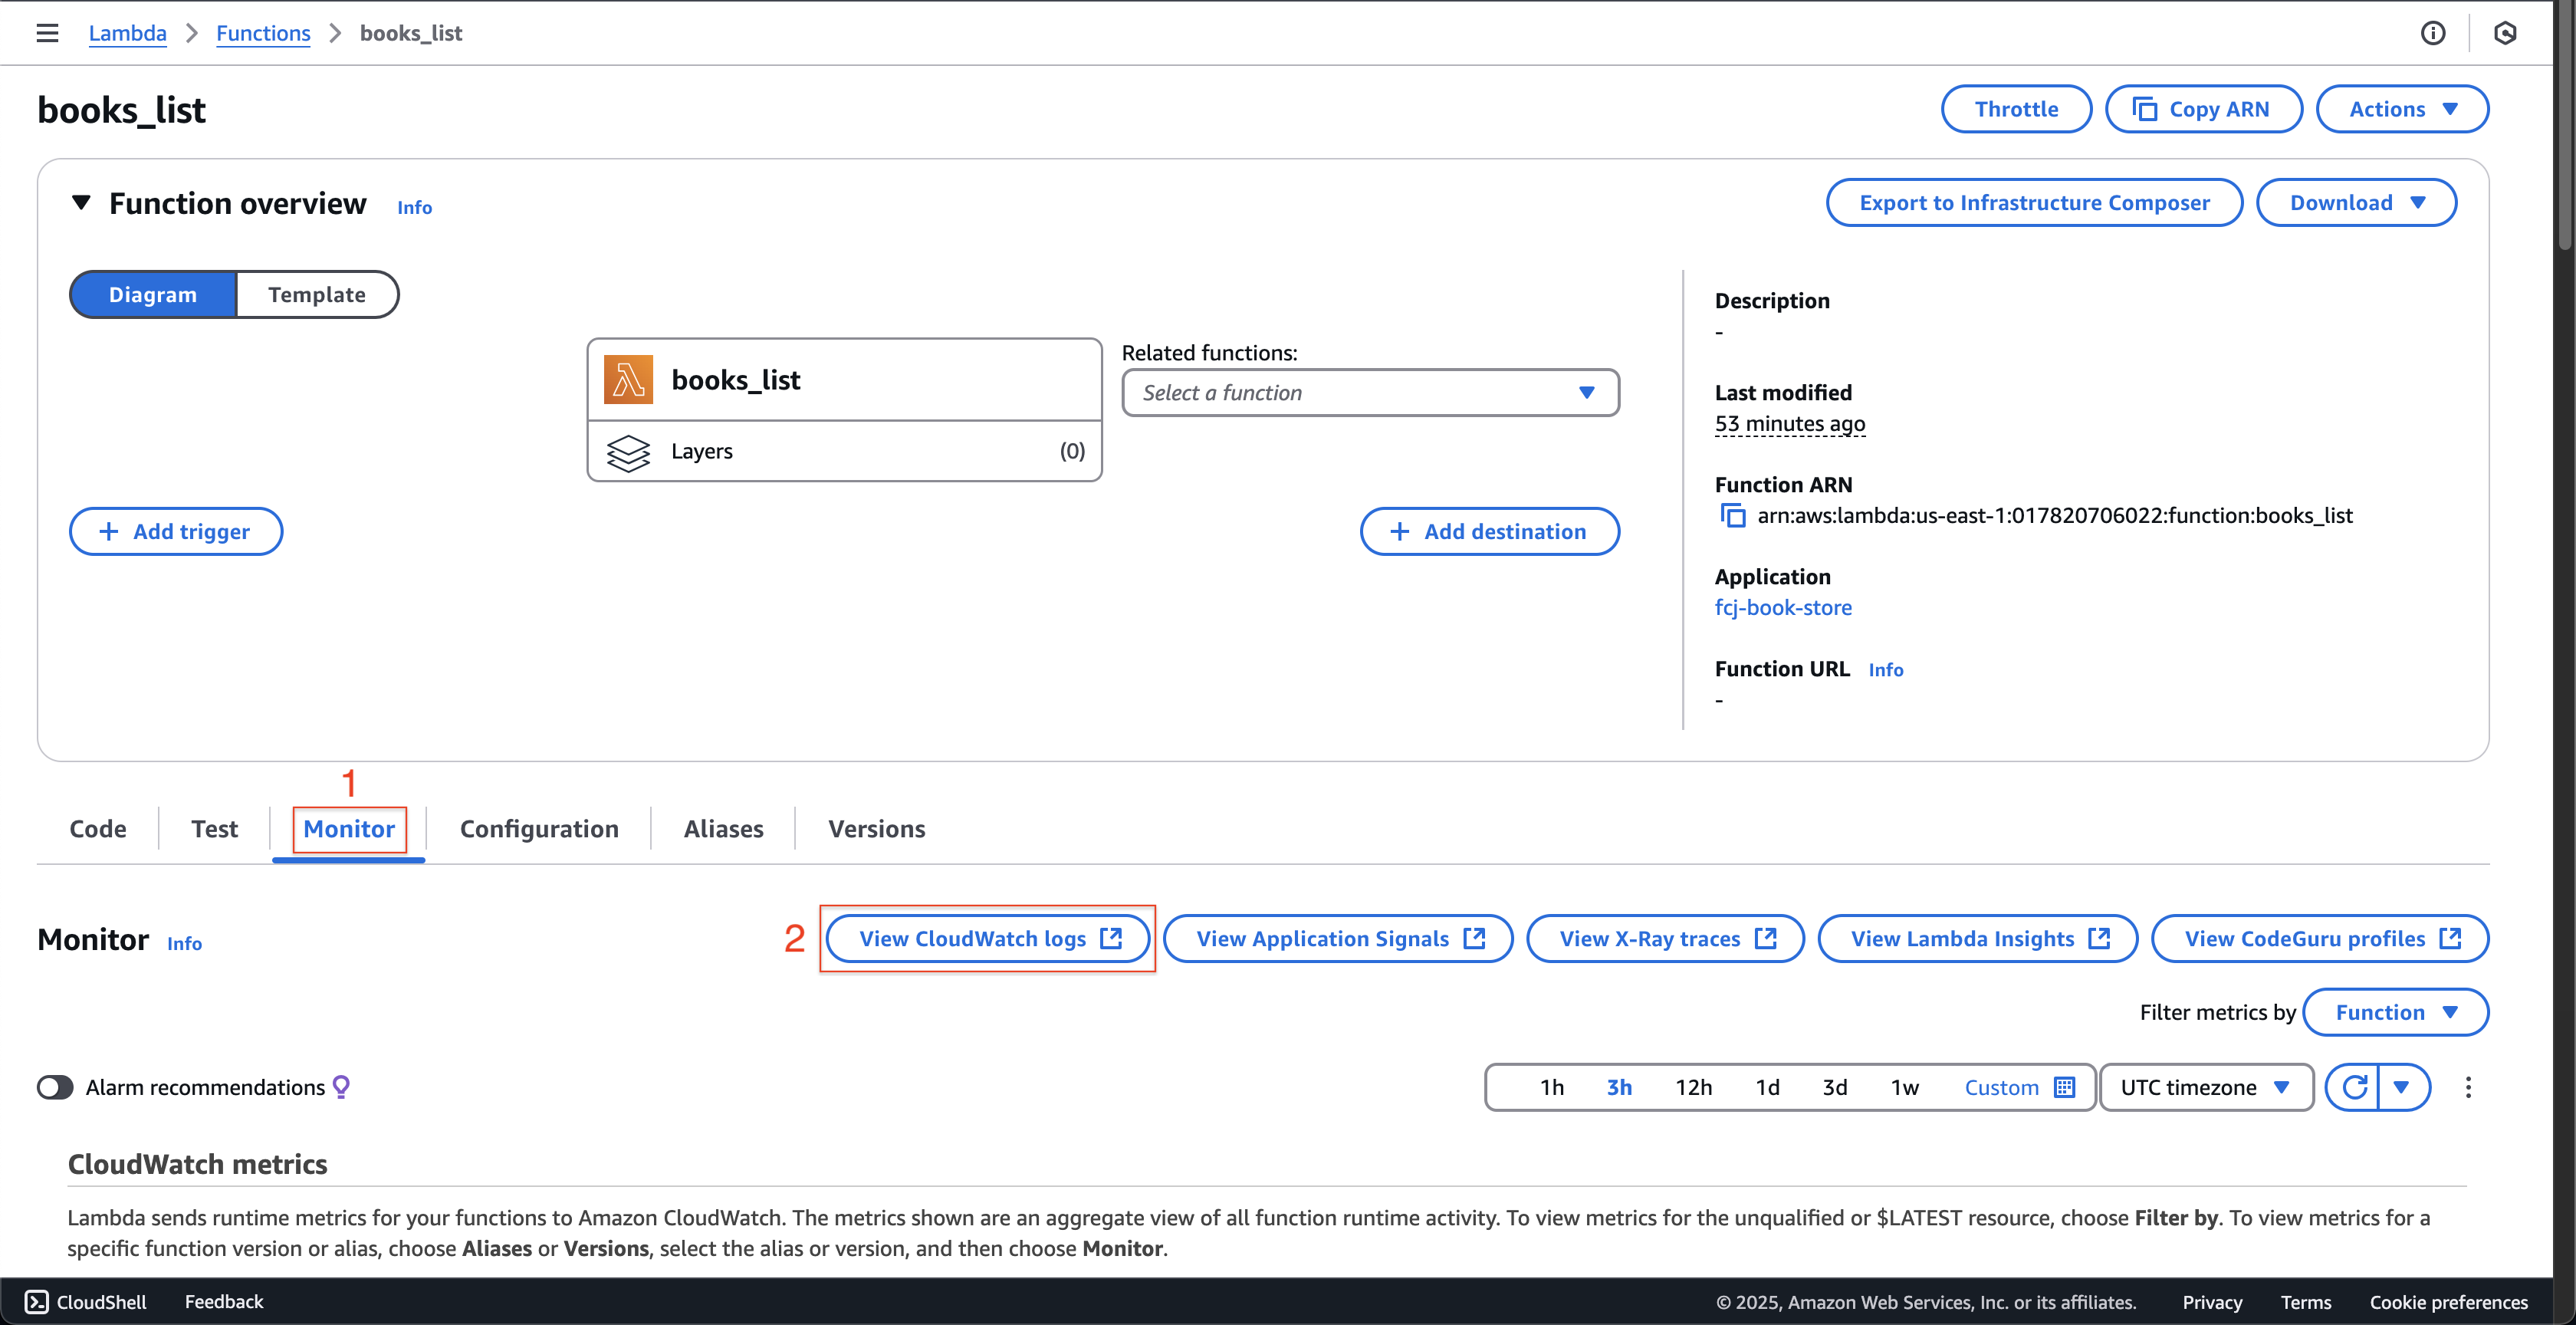 Lambda > Functions > books_list
books_list
Throttle
Copy ARN
Actions
Function overview Info
Export to Infrastructure Composer
Download
Diagram
Template
books_list
Layers (0)
Related functions:
Select a function
+ Add trigger
+ Add destination
Description
-
Last modified
53 minutes ago
Function ARN
arn:aws:lambda:us-east-1:017820706022:function:books_list
Application
fcj-book-store
Function URL Info
-
1
Code Test Monitor Configuration Aliases Versions
Monitor Info
2
View CloudWatch logs
View Application Signals
View X-Ray traces
View Lambda Insights
View CodeGuru profiles
Filter metrics by Function
Alarm recommendations
1h 3h 12h 1d 3d 1w Custom
UTC timezone
CloudWatch metrics
Lambda sends runtime metrics for your functions to Amazon CloudWatch. The metrics shown are an aggregate view of all function runtime activity. To view metrics for the unqualified or $LATEST resource, choose Filter by. To view metrics for a
specific function version or alias, choose Aliases or Versions, select the alias or version, and then choose Monitor.
CloudShell Feedback © 2025, Amazon Web Services, Inc. or its affiliates. Privacy Terms Cookie preferences